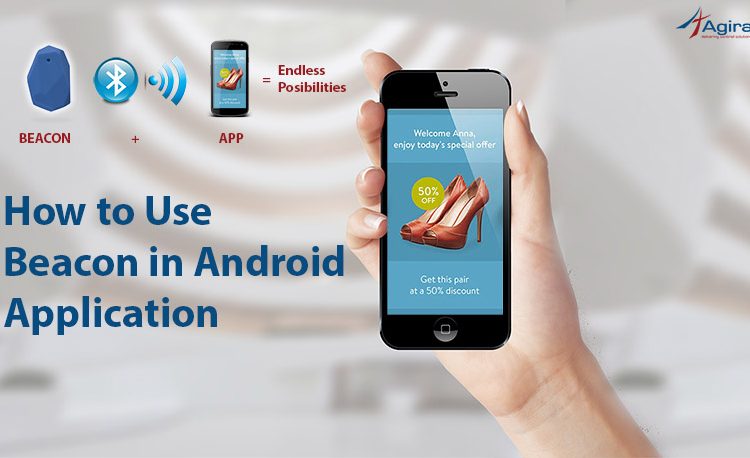 Agira
BEACON
+
APP
= Endless
Posibilities
How to Use
Beacon in Android
Application
Welcome Anna,
enjoy today's special offer
50%
OFF
Get this pair
at a 50% discount